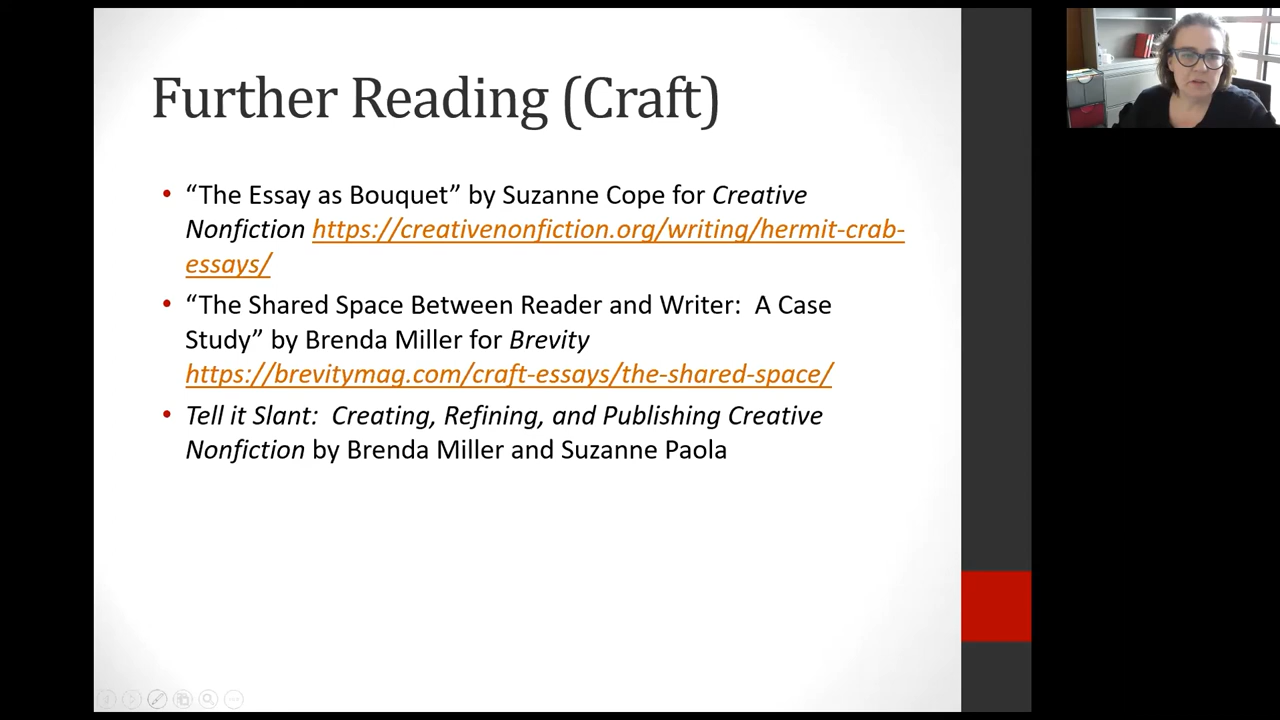 Further Reading (Craft)
• “The Essay as Bouquet” by Suzanne Cope for Creative
Nonfiction https://creativenonfiction.org/writing/hermit-crab-
essays/
• “The Shared Space Between Reader and Writer:  A Case
Study” by Brenda Miller for Brevity
https://brevitymag.com/craft-essays/the-shared-space/
• Tell it Slant:  Creating, Refining, and Publishing Creative
Nonfiction by Brenda Miller and Suzanne Paola